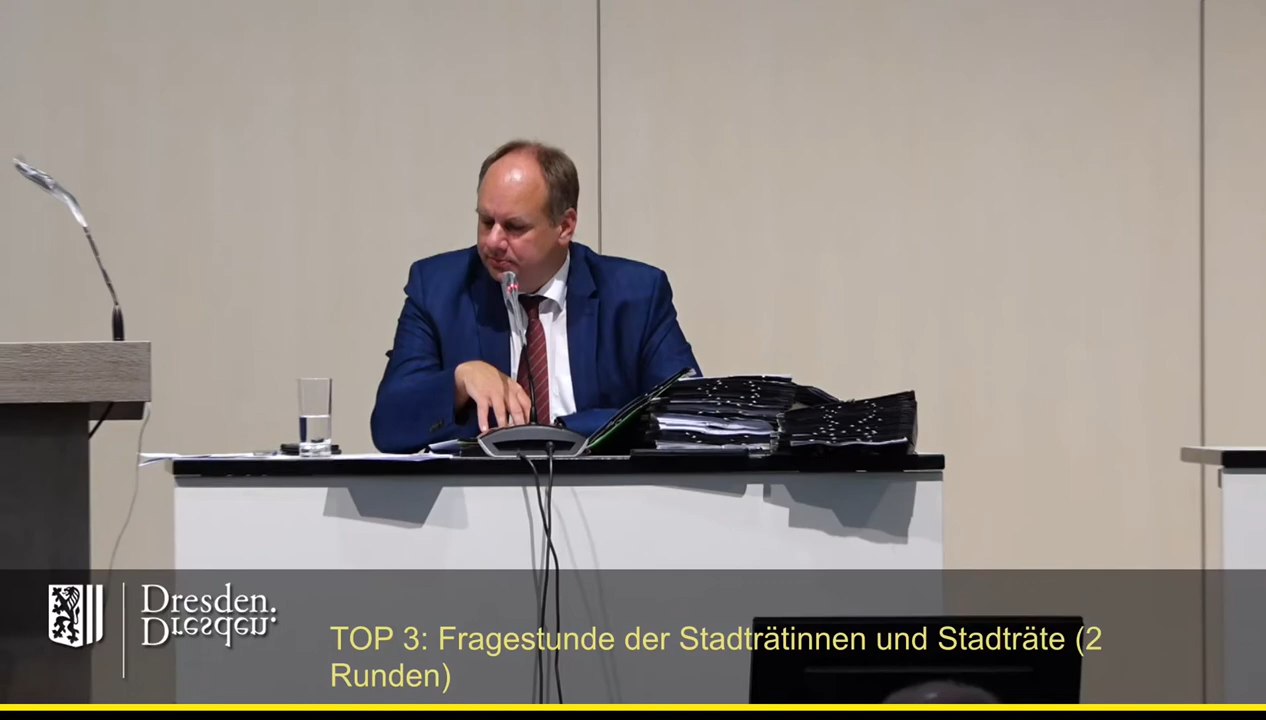 Dresden.
Dresden.
TOP 3: Fragestunde der Stadträtinnen und Stadträte (2
Runden)